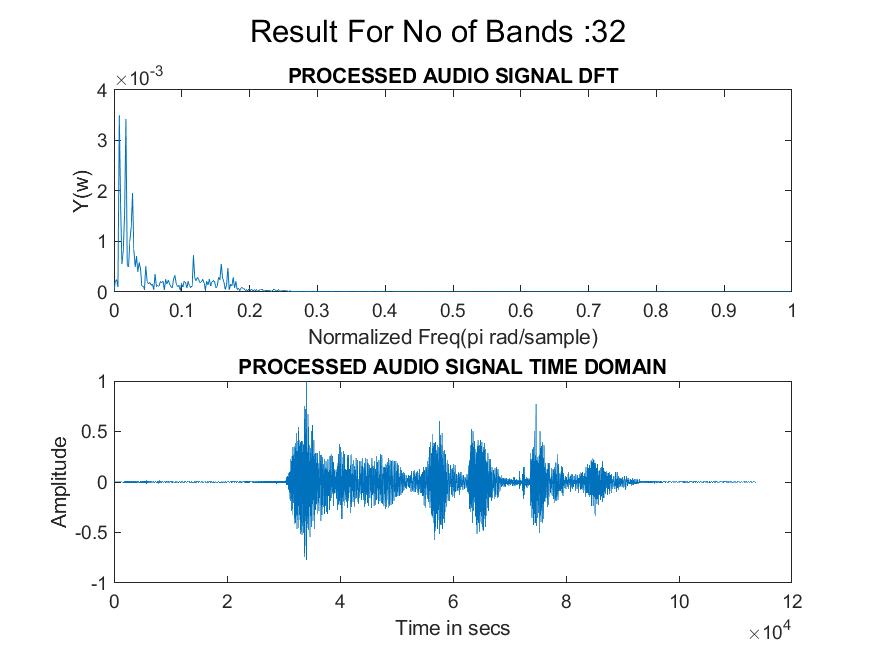 Result For No of Bands :32
×10-3
PROCESSED AUDIO SIGNAL DFT
4
3
2
1
0
Y(w)
0 0.1 0.2 0.3 0.4 0.5 0.6 0.7 0.8 0.9 1
Normalized Freq(pi rad/sample)
PROCESSED AUDIO SIGNAL TIME DOMAIN
1
0.5
0
-0.5
-1
Amplitude
0 2 4 6 8 10 12
Time in secs
×104